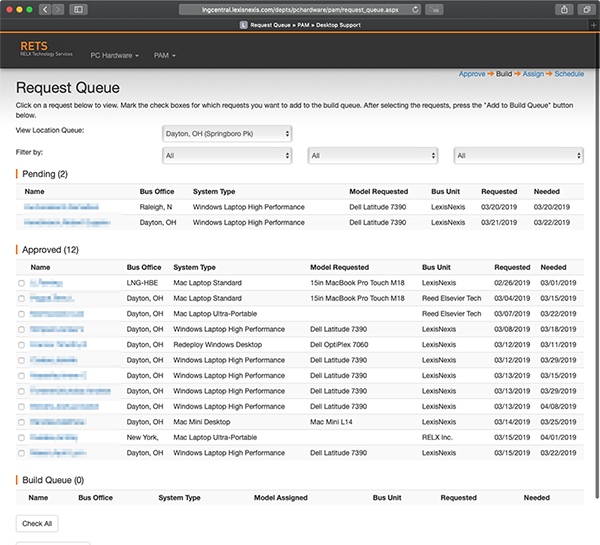 lngcentral.lexisnexis.com/depts/pchardware/pam/request_queue.aspx
Request Queue » PAM » Desktop Support
RETS
RELX Technology Services
PC Hardware
PAM
Approve Build Assign Schedule
Request Queue
Click on a request below to view. Mark the check boxes for which requests you want to add to the build queue. After selecting the requests, press the "Add to Build Queue" button
below.
View Location Queue: Dayton, OH (Springboro Pk)
Filter by: All All All
Pending (2)
Name Bus Office System Type Model Requested Bus Unit Requested Needed
Raleigh, N Windows Laptop High Performance Dell Latitude 7390 LexisNexis 03/20/2019 03/20/2019
Dayton, OH Windows Laptop High Performance Dell Latitude 7390 LexisNexis 03/21/2019 03/22/2019
Approved (12)
Name Bus Office System Type Model Requested Bus Unit Requested Needed
LNG-HBE Mac Laptop Standard 15in MacBook Pro Touch M18 LexisNexis 02/26/2019 03/01/2019
Dayton, OH Mac Laptop Standard 15in MacBook Pro Touch M18 Reed Elsevier Tech 03/04/2019 03/15/2019
Dayton, OH Mac Laptop Ultra-Portable Reed Elsevier Tech 03/07/2019 03/22/2019
Dayton, OH Windows Laptop High Performance Dell Latitude 7390 LexisNexis 03/08/2019 03/18/2019
Dayton, OH Redeploy Windows Desktop Dell OptiPlex 7060 LexisNexis 03/12/2019 03/11/2019
Dayton, OH Windows Laptop High Performance Dell Latitude 7390 LexisNexis 03/12/2019 03/29/2019
Dayton, OH Windows Laptop High Performance Dell Latitude 7390 LexisNexis 03/13/2019 03/15/2019
Dayton, OH Windows Laptop High Performance Dell Latitude 7390 LexisNexis 03/13/2019 03/29/2019
Dayton, OH Windows Laptop High Performance Dell Latitude 7390 LexisNexis 03/13/2019 04/08/2019
Dayton, OH Mac Mini Desktop Mac Mini L14 LexisNexis 03/14/2019 03/25/2019
New York, Mac Laptop Ultra-Portable RELX Inc. 03/15/2019 04/01/2019
Dayton, OH Windows Laptop High Performance Dell Latitude 7390 LexisNexis 03/15/2019 03/22/2019
Build Queue (0)
Name Bus Office System Type Model Assigned Bus Unit Requested Needed
Check All